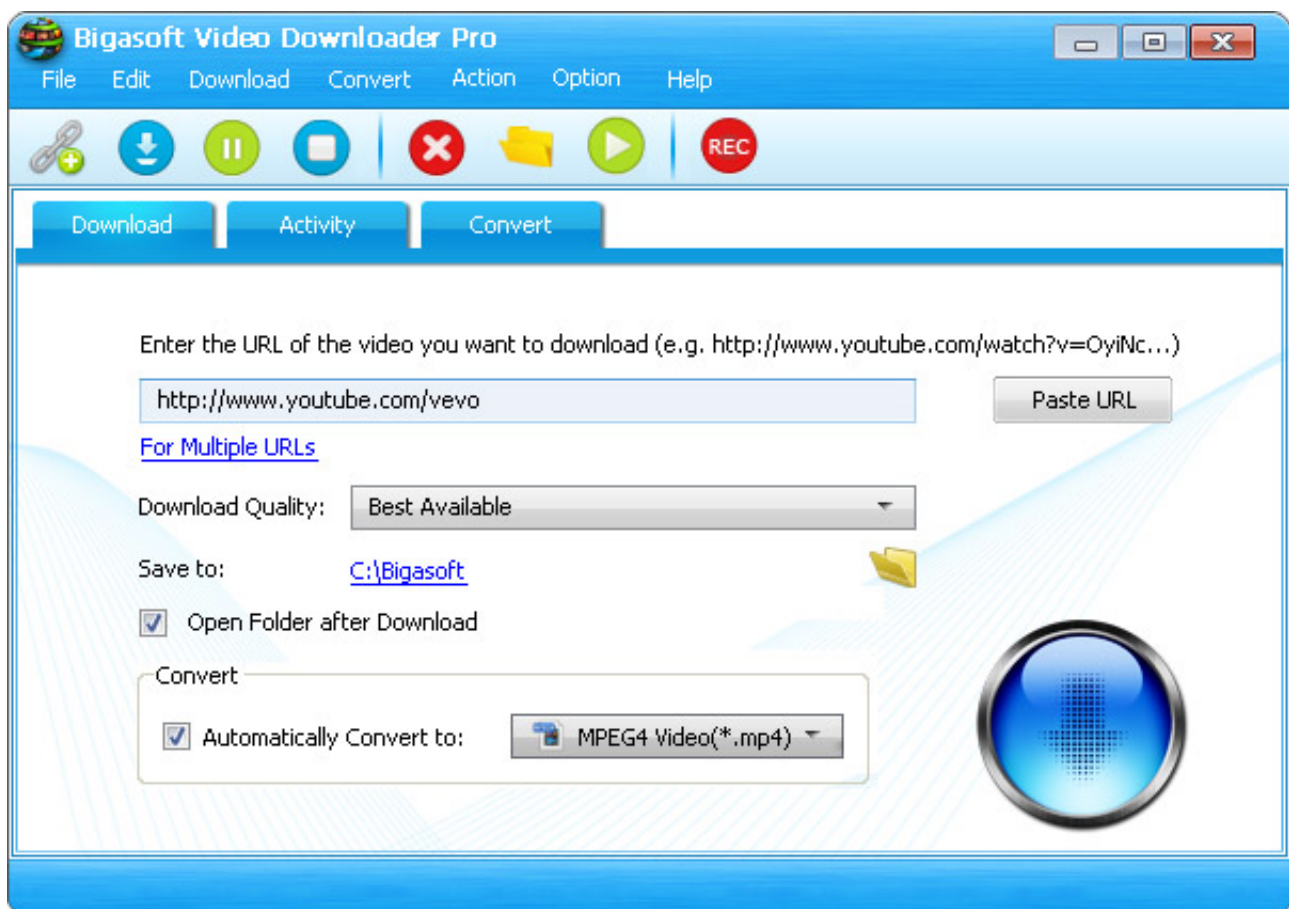 Bigasoft Video Downloader Pro
File Edit Download Convert Action Option Help
REC
Download Activity Convert
Enter the URL of the video you want to download (e.g. http://www.youtube.com/watch?v=OyiNc...)
http://www.youtube.com/vevo Paste URL
For Multiple URLs
Download Quality: Best Available
Save to: C:\Bigasoft
Open Folder after Download
Convert
Automatically Convert to: MPEG4 Video(*.mp4)